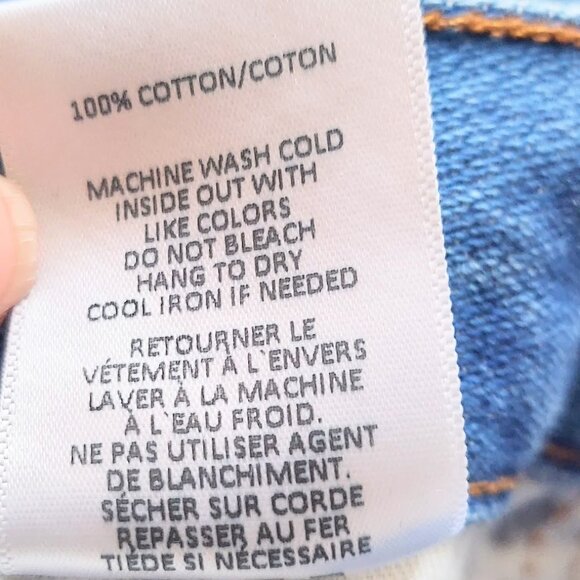 100% COTTON/COTON
MACHINE WASH COLD
INSIDE OUT WITH
LIKE COLORS
DO NOT BLEACH
HANG TO DRY
COOL IRON IF NEEDED
RETOURNER LE
VÉTEMENT À L`ENVERS
LAVER À LA MACHINE
À L`EAU FROID.
NE PAS UTILISER AGENT
DE BLANCHIMENT.
SÉCHER SUR CORDE
REPASSER AU FER
TIÈDE SI NÉCESSAIRE